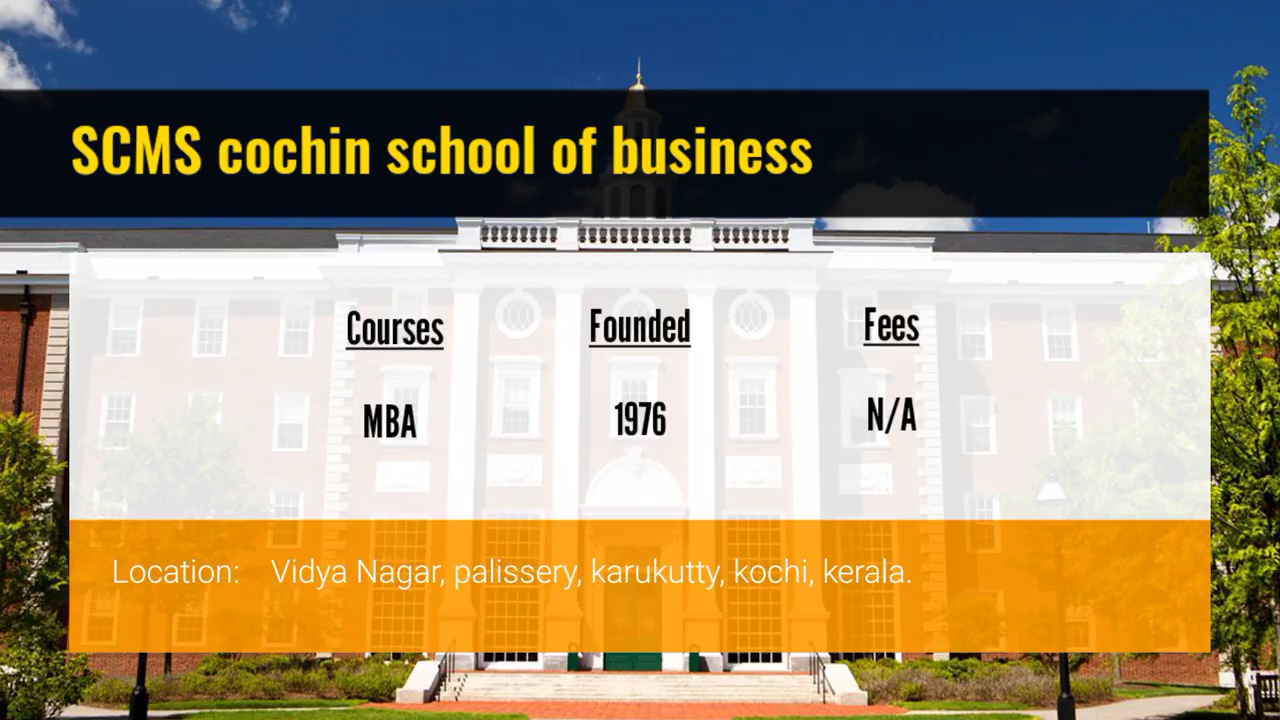 SCMS cochin school of business
Courses Founded Fees
MBA 1976 N/A
Location: Vidya Nagar, palissery, karukutty, kochi, kerala.